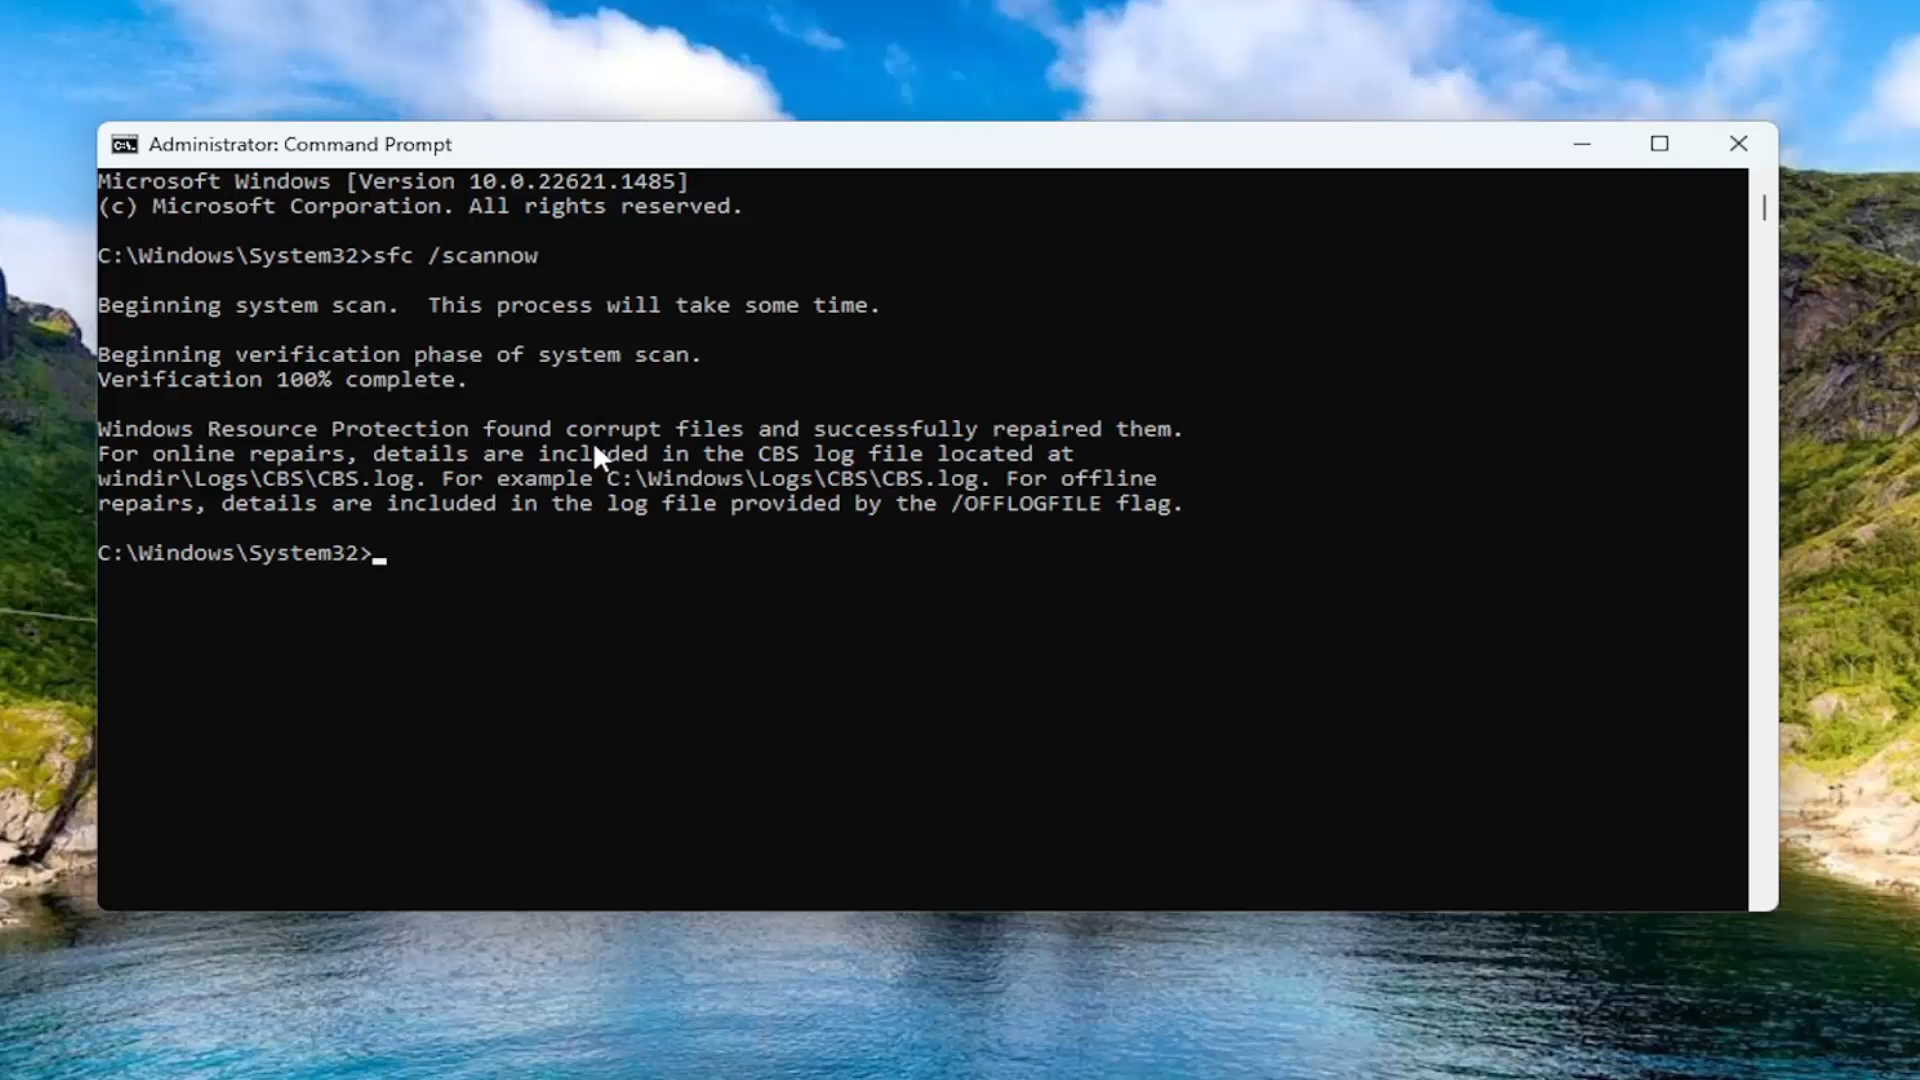 Administrator: Command Prompt
Microsoft Windows [Version 10.0.22621.1485]
(c) Microsoft Corporation. All rights reserved.
C:\Windows\System32>sfc /scannow
Beginning system scan.  This process will take some time.
Beginning verification phase of system scan.
Verification 100% complete.
Windows Resource Protection found corrupt files and successfully repaired them.
For online repairs, details are included in the CBS log file located at
windir\Logs\CBS\CBS.log. For example C:\Windows\Logs\CBS\CBS.log. For offline
repairs, details are included in the log file provided by the /OFFLOGFILE flag.
C:\Windows\System32>